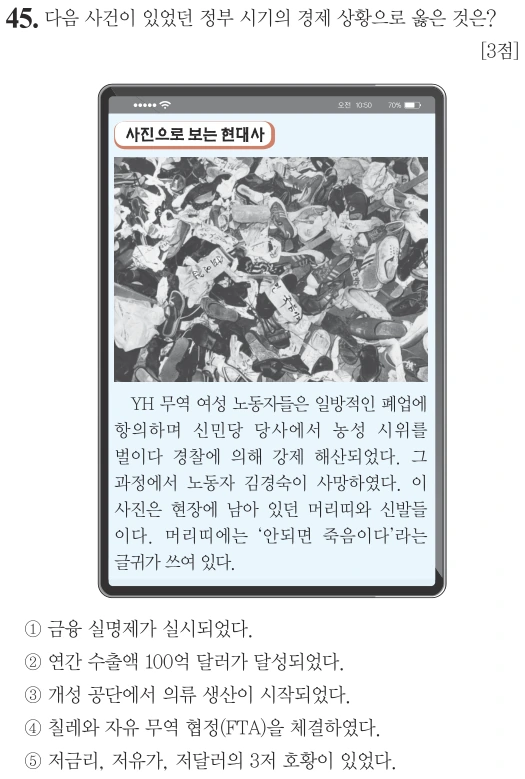 45. 다음 사건이 있었던 정부 시기의 경제 상황으로 옳은 것은?
[3점]
오전 10:50 70%
사진으로 보는 현대사
YH 무역 여성 노동자들은 일방적인 폐업에
항의하며 신민당 당사에서 농성 시위를
벌이다 경찰에 의해 강제 해산되었다. 그
과정에서 노동자 김경숙이 사망하였다. 이
사진은 현장에 남아 있던 머리띠와 신발들
이다. 머리띠에는 ‘안되면 죽음이다’라는
글귀가 쓰여 있다.
① 금융 실명제가 실시되었다.
② 연간 수출액 100억 달러가 달성되었다.
③ 개성 공단에서 의류 생산이 시작되었다.
④ 칠레와 자유 무역 협정(FTA)을 체결하였다.
⑤ 저금리, 저유가, 저달러의 3저 호황이 있었다.